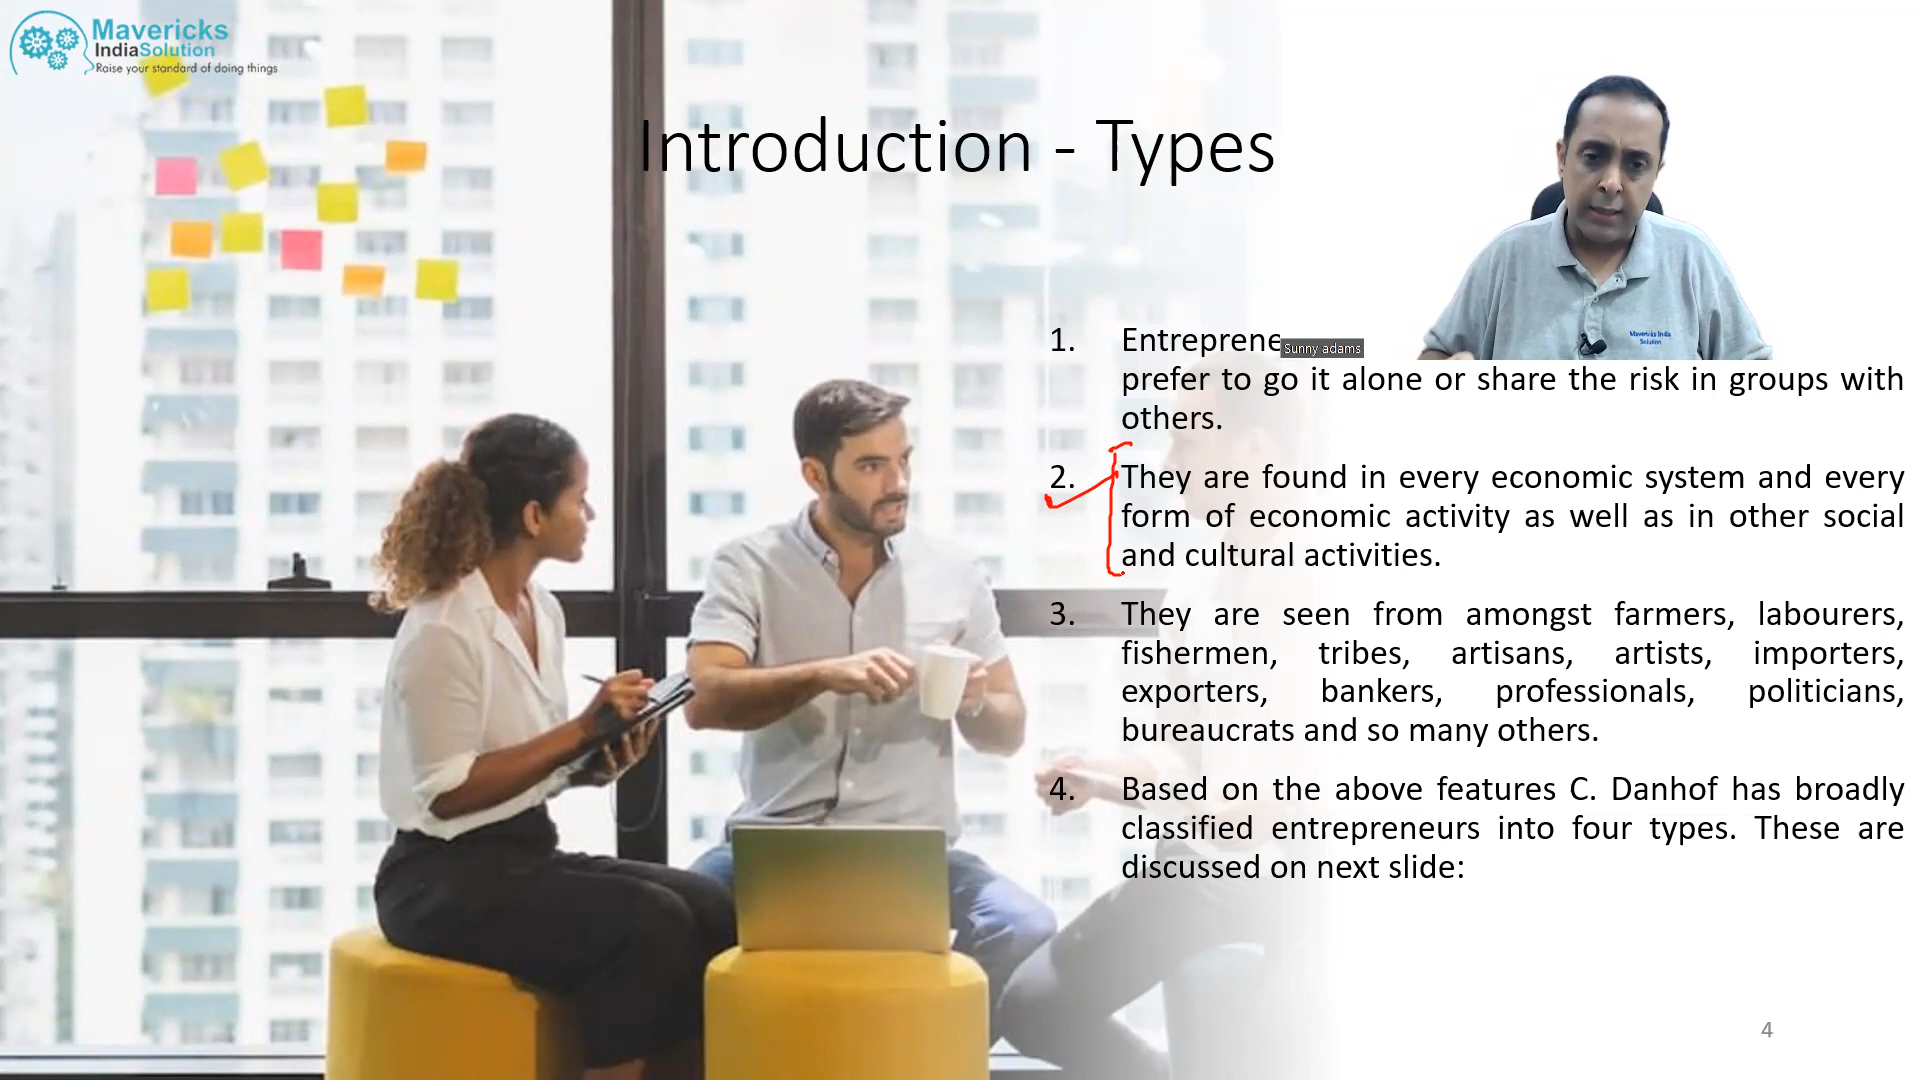 Mavericks
IndiaSolution
Raise your standard of doing things
Introduction - Types
1. Entreprene
Sunny adams
Mavericks India
Solution
prefer to go it alone or share the risk in groups with
others.
2. They are found in every economic system and every
form of economic activity as well as in other social
and cultural activities.
3. They are seen from amongst farmers, labourers,
fishermen, tribes, artisans, artists, importers,
exporters, bankers, professionals, politicians,
bureaucrats and so many others.
4. Based on the above features C. Danhof has broadly
classified entrepreneurs into four types. These are
discussed on next slide:
4